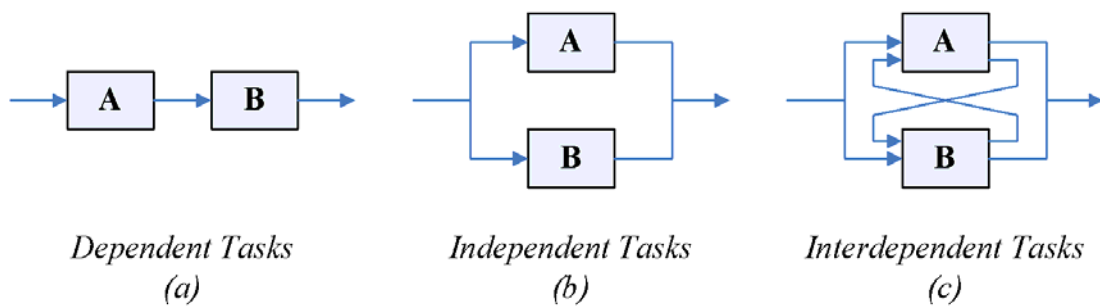 A
B
Dependent Tasks
(a)
A
B
Independent Tasks
(b)
A
B
Interdependent Tasks
(c)